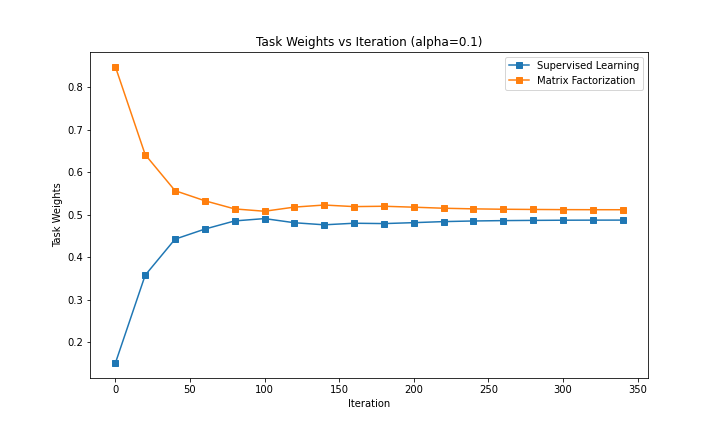 Task Weights vs Iteration (alpha=0.1)
Supervised Learning
Matrix Factorization
Task Weights
0.8
0.7
0.6
0.5
0.4
0.3
0.2
0 50 100 150 200 250 300 350
Iteration